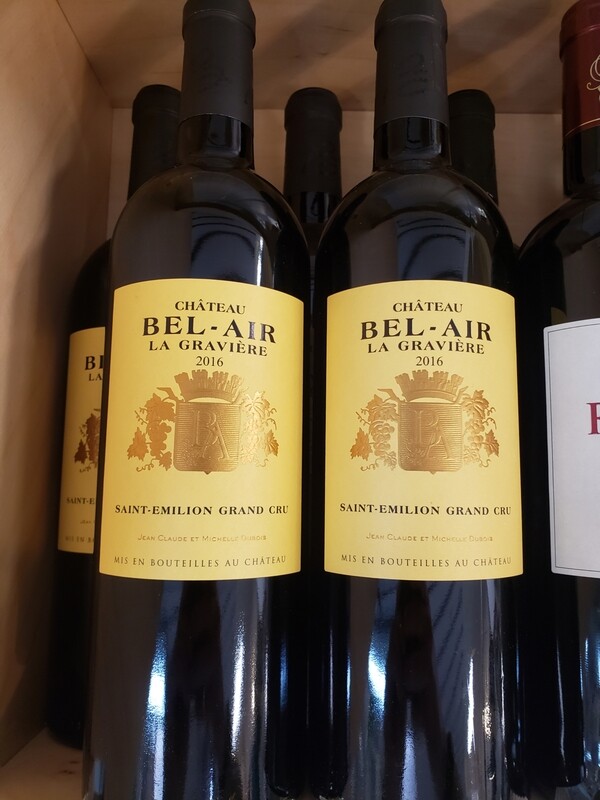 CHÂTEAU
BEL-AIR
LA GRAVIÈRE
2016
BA
SAINT-EMILION GRAND CRU
JEAN CLAUDE ET MICHELLE DUBOIS
MIS EN BOUTEILLES AU CHÂTEAU
CHÂTEAU
BEL-AIR
LA GRAVIÈRE
2016
BA
SAINT-EMILION GRAND CRU
JEAN CLAUDE ET MICHELLE DUBOIS
MIS EN BOUTEILLES AU CHÂTEAU